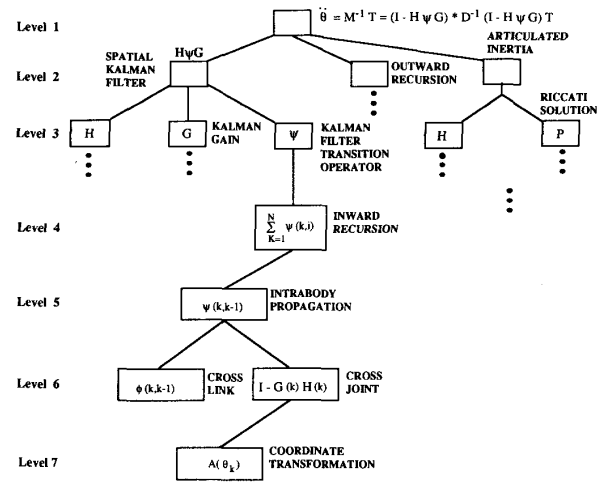 Level 1
θ̈ = M⁻¹ T = (I - H ψ G) * D⁻¹ (I - H ψ G) T
SPATIAL
KALMAN
FILTER
HψG
ARTICULATED
INERTIA
Level 2
OUTWARD
RECURSION
RICCATI
SOLUTION
Level 3
H
G
KALMAN
GAIN
ψ
KALMAN
FILTER
TRANSITION
OPERATOR
H
P
Level 4
N
Σ ψ (k,i)
K=1
INWARD
RECURSION
Level 5
ψ (k,k-1)
INTRABODY
PROPAGATION
Level 6
ϕ (k,k-1)
CROSS
LINK
I - G (k) H (k)
CROSS
JOINT
Level 7
A( θₖ )
COORDINATE
TRANSFORMATION